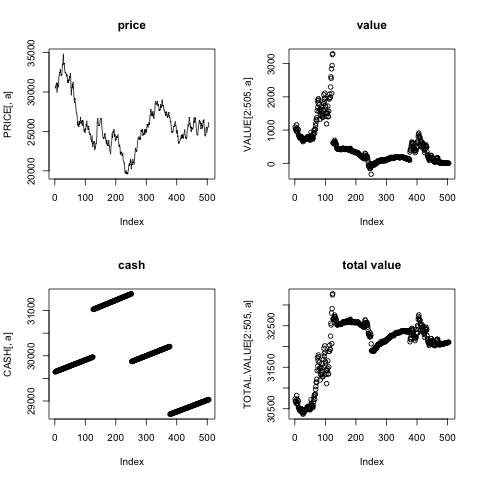 price
PRICE[, a]
20000 25000 30000 35000
0 100 200 300 400 500
Index
value
VALUE[2:505, a]
0 1000 2000 3000
0 100 200 300 400 500
Index
cash
CASH[, a]
29000 30000 31000
0 100 200 300 400 500
Index
total value
TOTAL.VALUE[2:505, a]
30500 31500 32500
0 100 200 300 400 500
Index